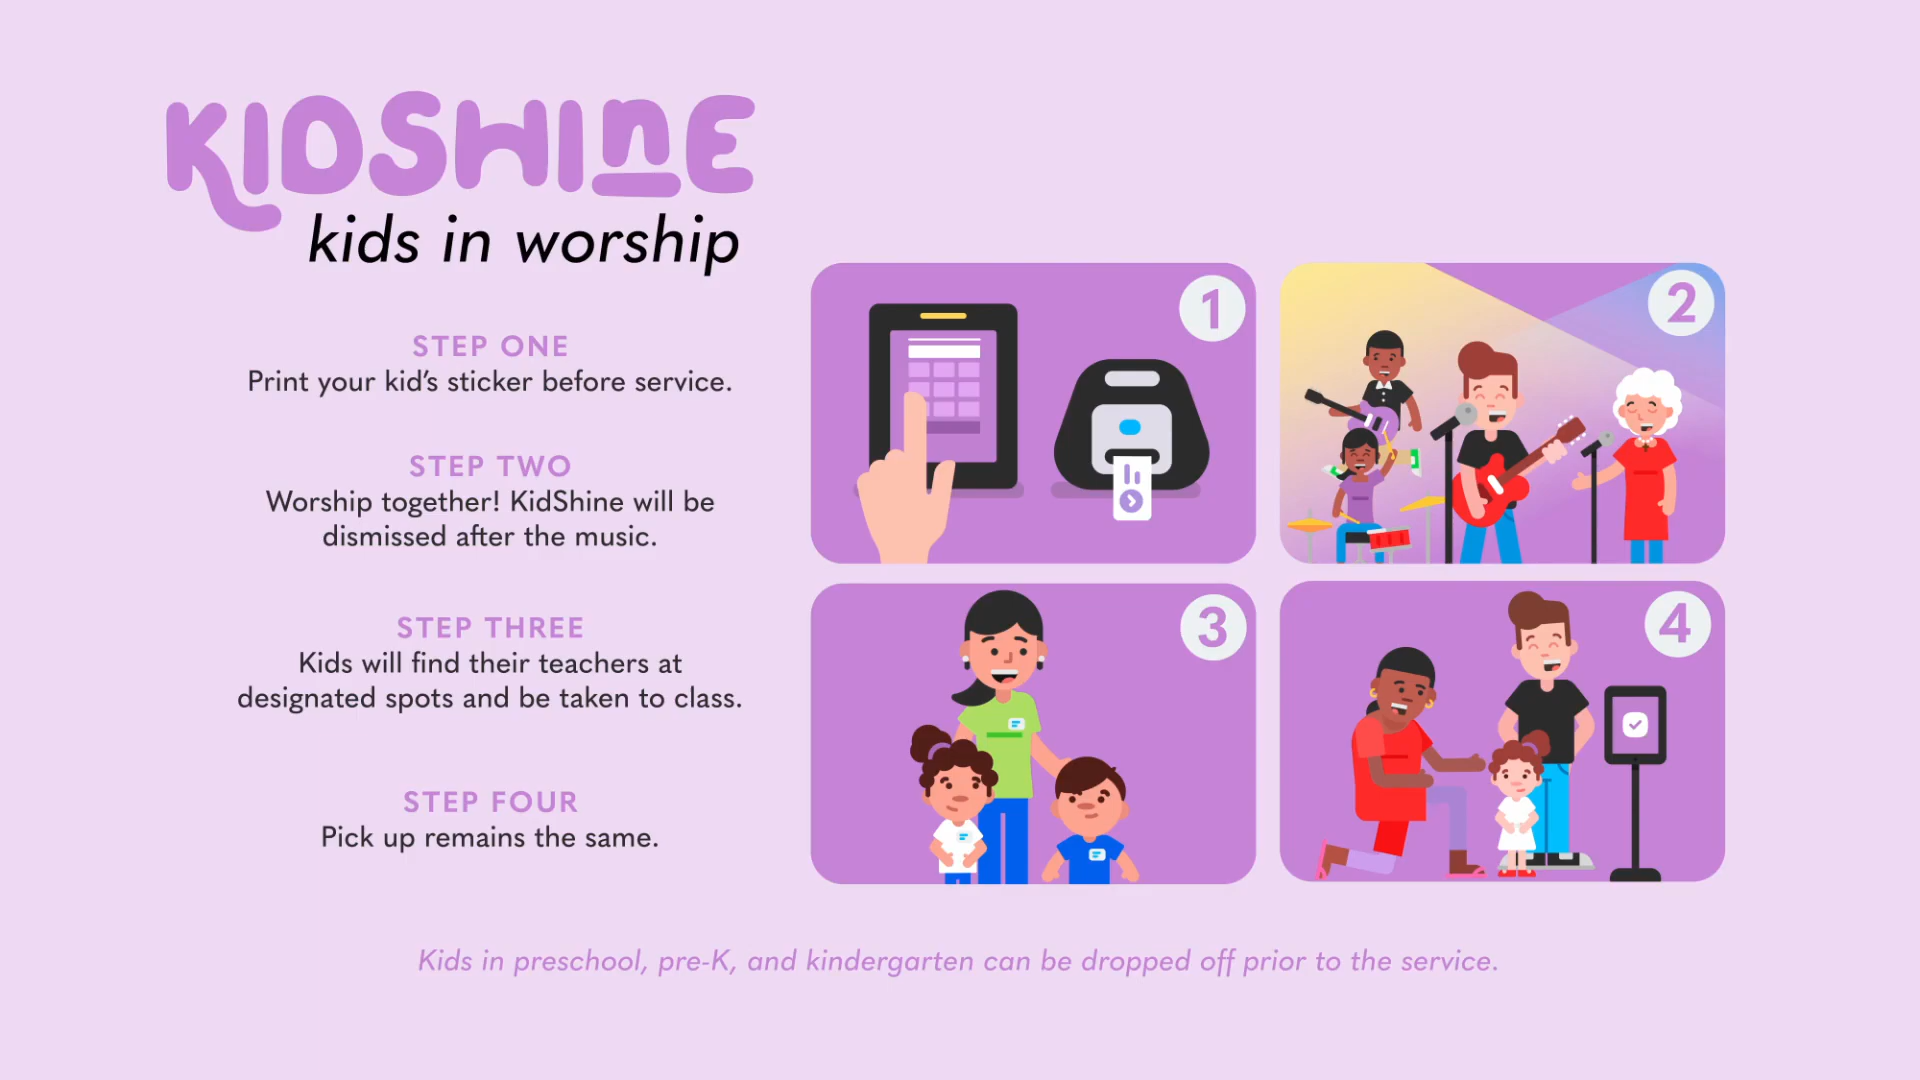 KIDSHINE
kids in worship
STEP ONE
Print your kid's sticker before service.
STEP TWO
Worship together! KidShine will be
dismissed after the music.
STEP THREE
Kids will find their teachers at
designated spots and be taken to class.
STEP FOUR
Pick up remains the same.
1
2
3
4
Kids in preschool, pre-K, and kindergarten can be dropped off prior to the service.